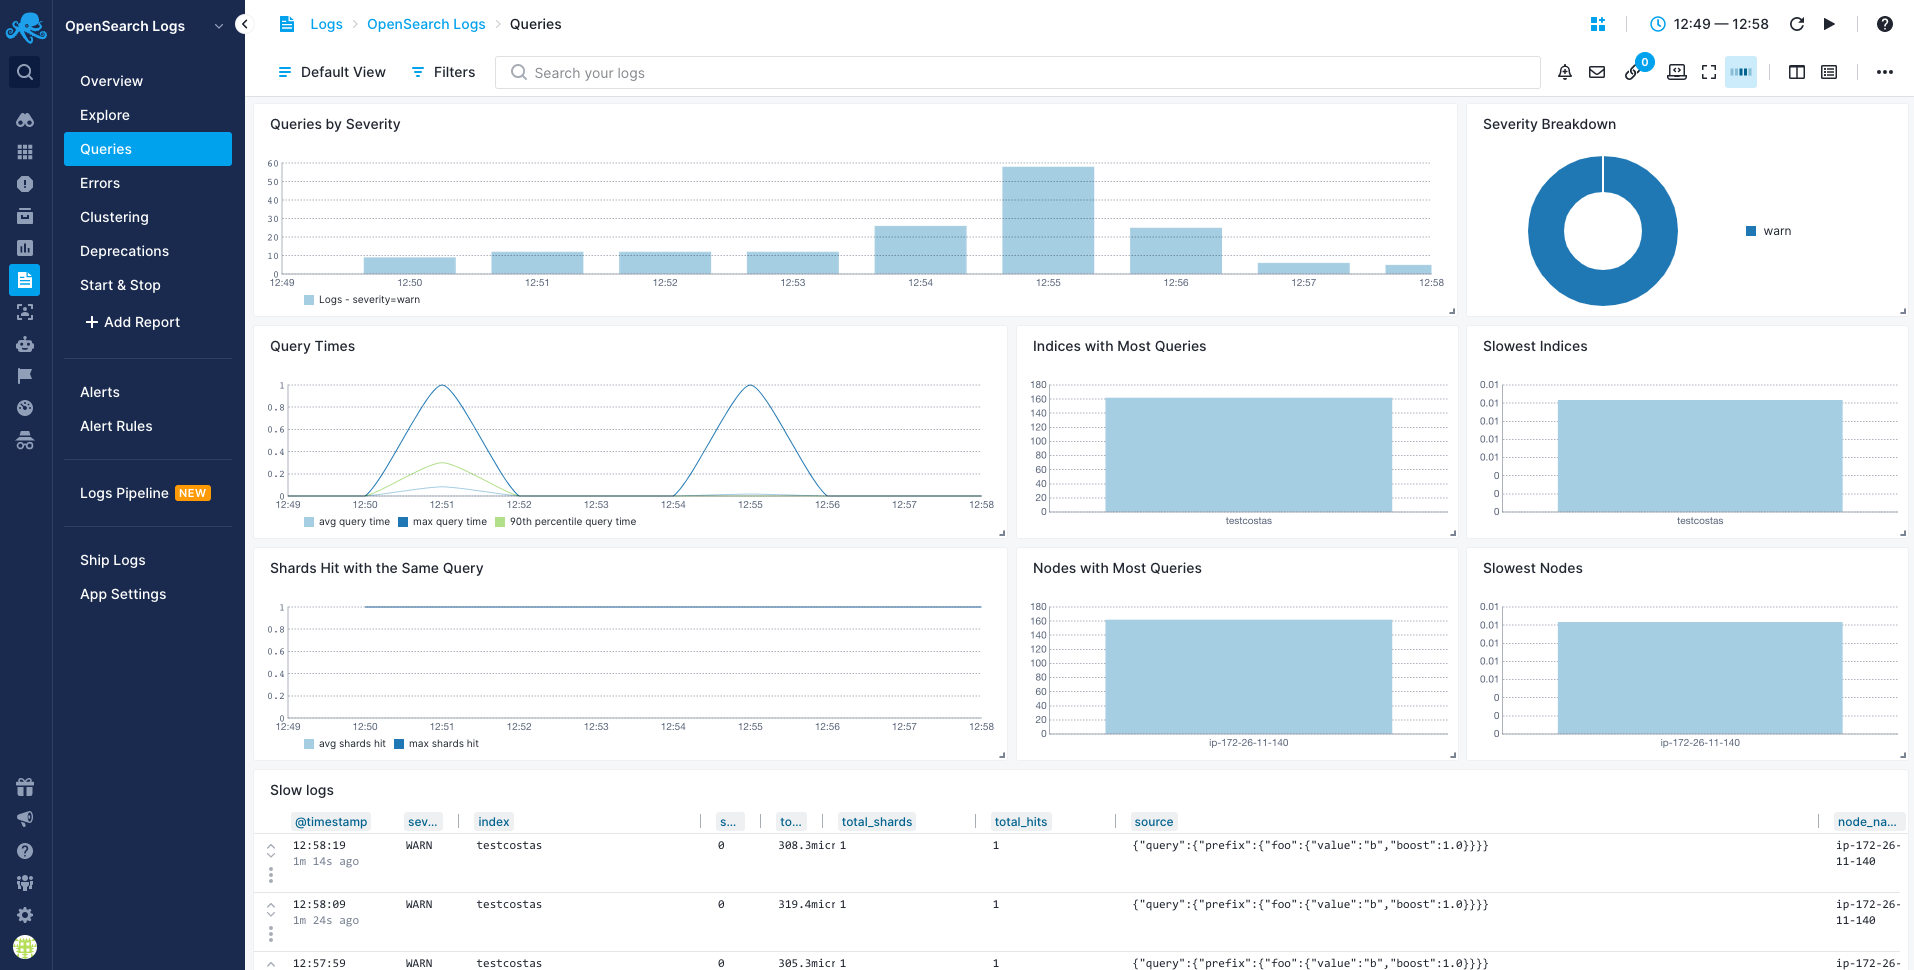 OpenSearch Logs
Overview
Explore
Queries
Errors
Clustering
Deprecations
Start & Stop
+ Add Report
Alerts
Alert Rules
Logs Pipeline NEW
Ship Logs
App Settings
Logs > OpenSearch Logs > Queries
12:49 — 12:58
Default View
Filters
Search your logs
0
Queries by Severity
60
50
40
30
20
10
0
12:49 12:50 12:51 12:52 12:53 12:54 12:55 12:56 12:57 12:58
Logs - severity=warn
Severity Breakdown
warn
Query Times
1
0.8
0.6
0.4
0.2
0
12:49 12:50 12:51 12:52 12:53 12:54 12:55 12:56 12:57 12:58
avg query time max query time 90th percentile query time
Indices with Most Queries
180
160
140
120
100
80
60
40
20
0
testcostas
Slowest Indices
0.01
0.01
0.01
0.01
0.01
0
0
0
testcostas
Shards Hit with the Same Query
1
0.8
0.6
0.4
0.2
0
12:49 12:50 12:51 12:52 12:53 12:54 12:55 12:56 12:57 12:58
avg shards hit max shards hit
Nodes with Most Queries
180
160
140
120
100
80
60
40
20
0
ip-172-26-11-140
Slowest Nodes
0.01
0.01
0.01
0.01
0.01
0
0
0
ip-172-26-11-140
Slow logs
@timestamp sev... index s... to... total_shards total_hits source node_na...
12:58:19 WARN testcostas 0 308.3micr 1 1 {"query":{"prefix":{"foo":{"value":"b","boost":1.0}}}} ip-172-26-
1m 14s ago 11-140
12:58:09 WARN testcostas 0 319.4micr 1 1 {"query":{"prefix":{"foo":{"value":"b","boost":1.0}}}} ip-172-26-
1m 24s ago 11-140
12:57:59 WARN testcostas 0 305.3micr 1 1 {"query":{"prefix":{"foo":{"value":"b","boost":1.0}}}} ip-172-26-